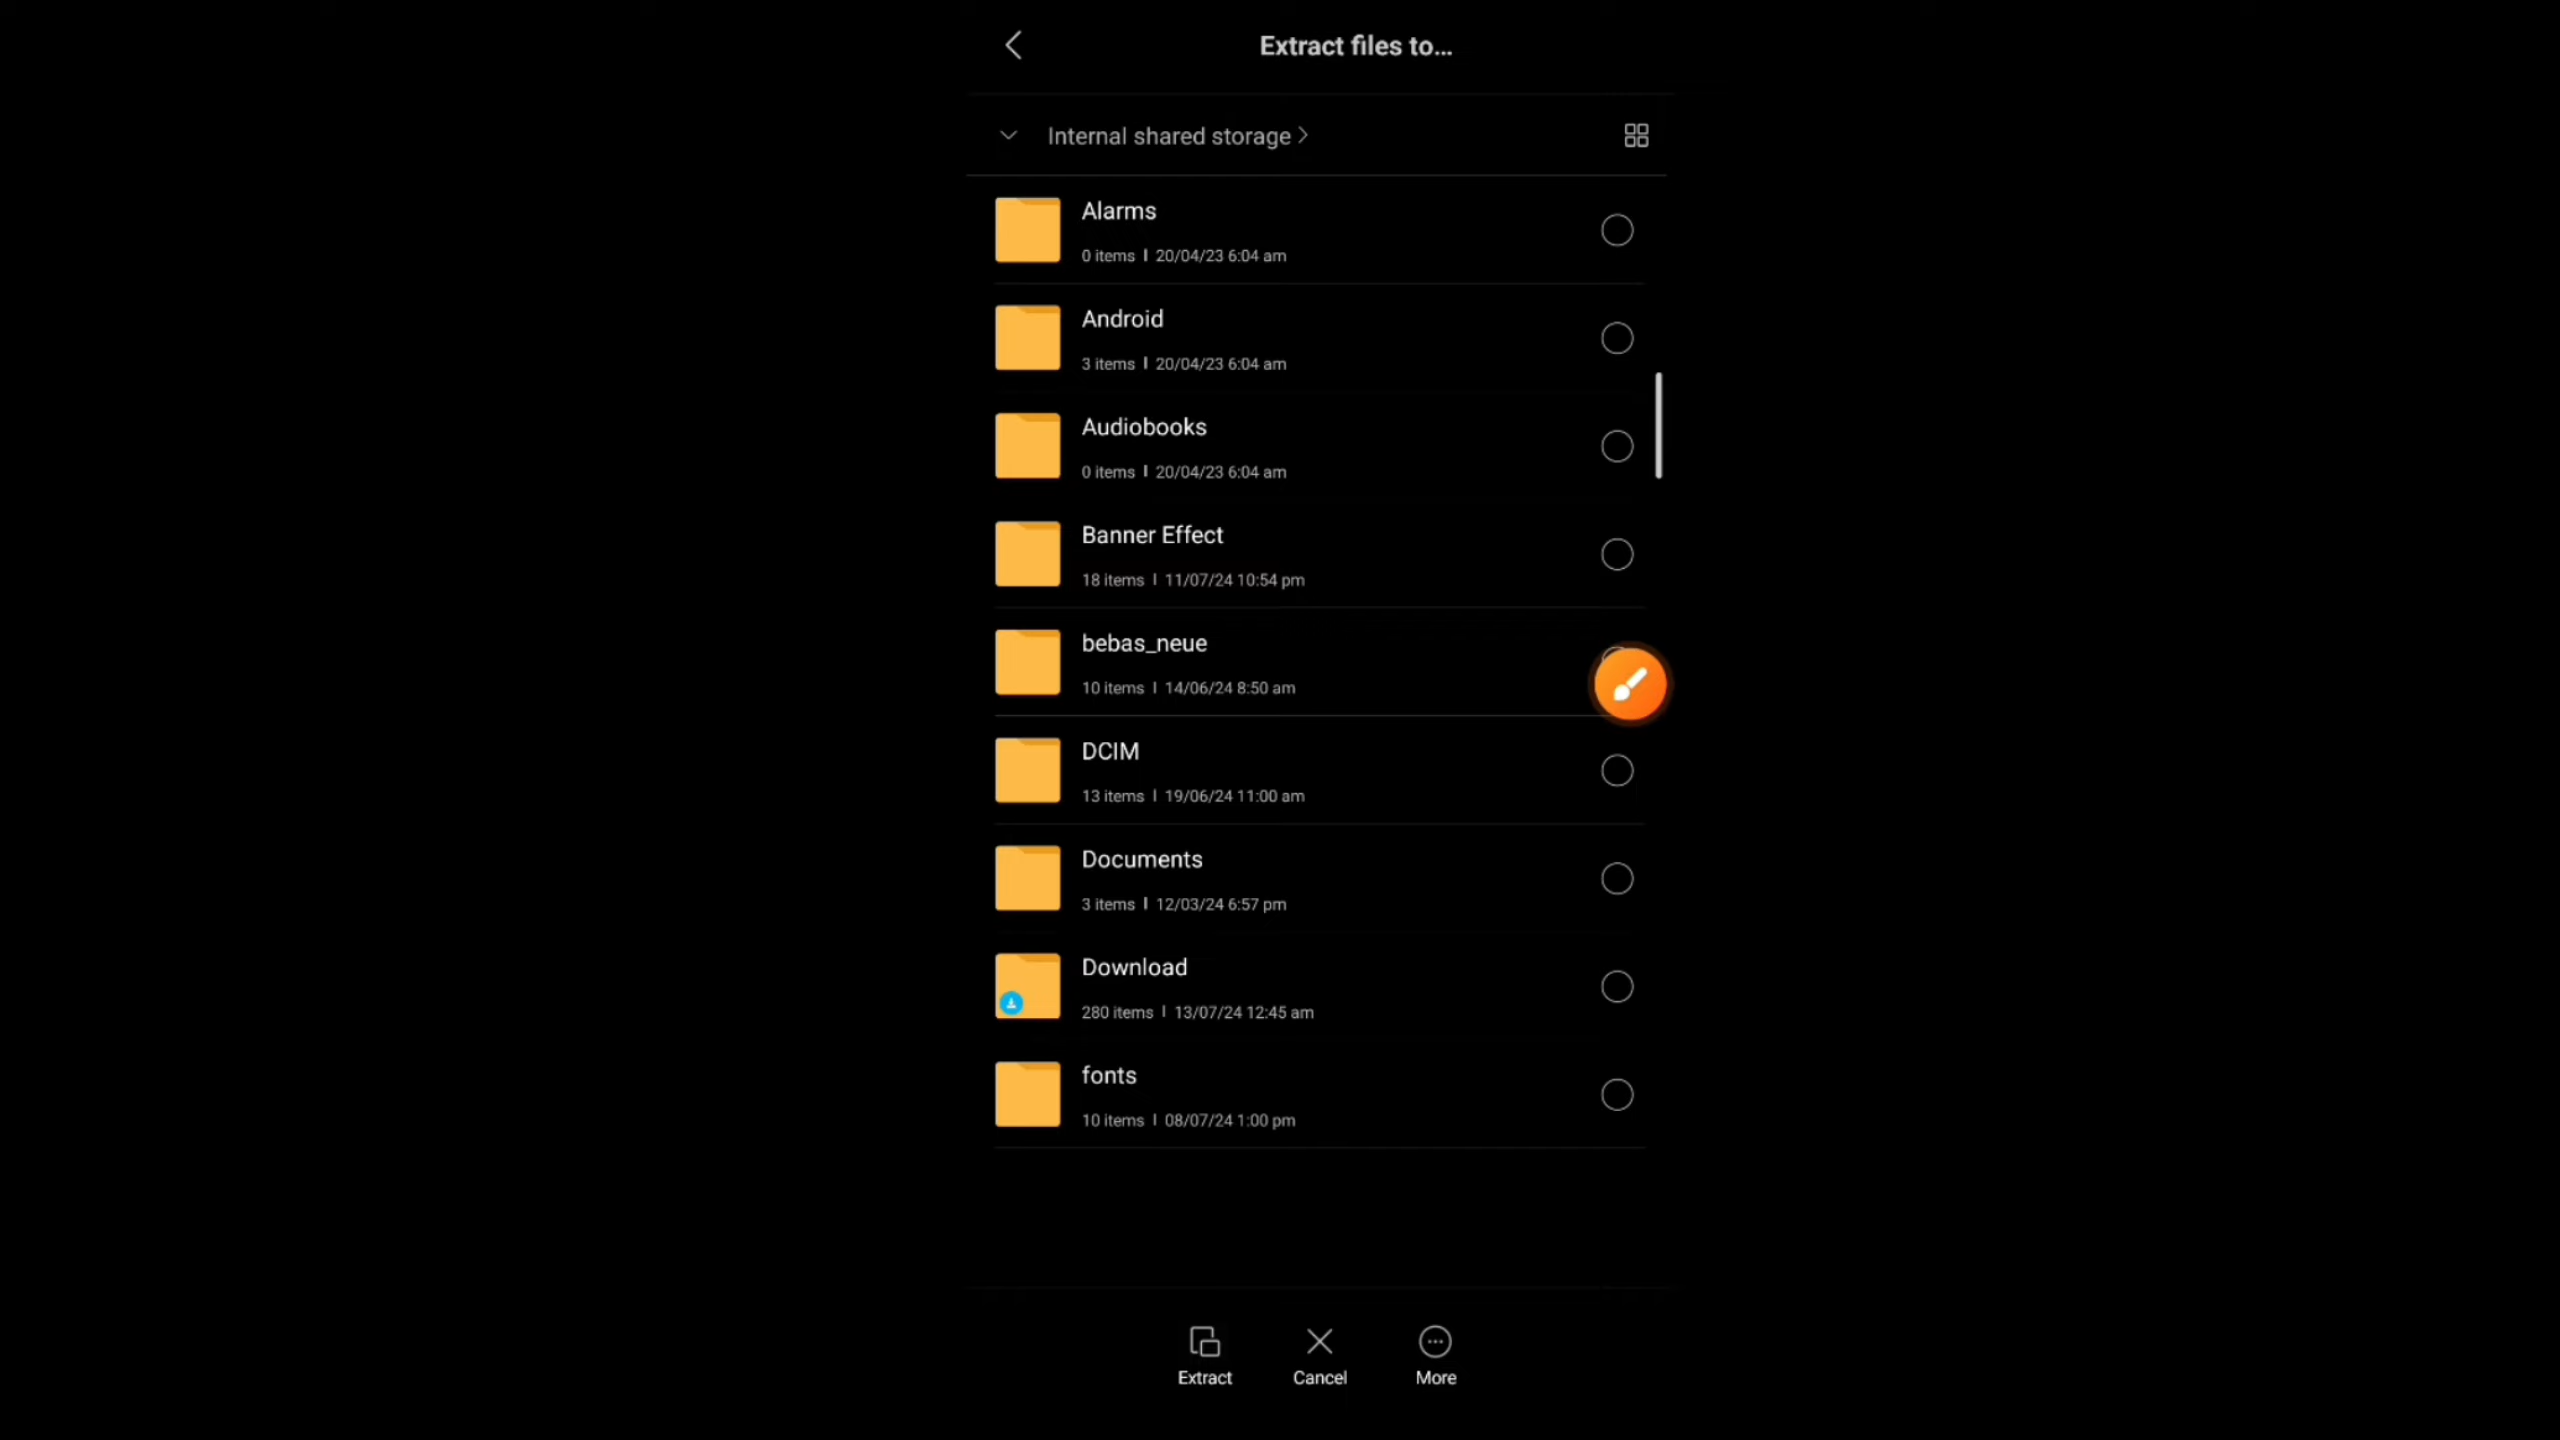 Extract files to...
Internal shared storage
Alarms
0 items | 20/04/23 6:04 am
Android
3 items | 20/04/23 6:04 am
Audiobooks
0 items | 20/04/23 6:04 am
Banner Effect
18 items | 11/07/24 10:54 pm
bebas_neue
10 items | 14/06/24 8:50 am
DCIM
13 items | 19/06/24 11:00 am
Documents
3 items | 12/03/24 6:57 pm
Download
280 items | 13/07/24 12:45 am
fonts
10 items | 08/07/24 1:00 pm
Extract Cancel More